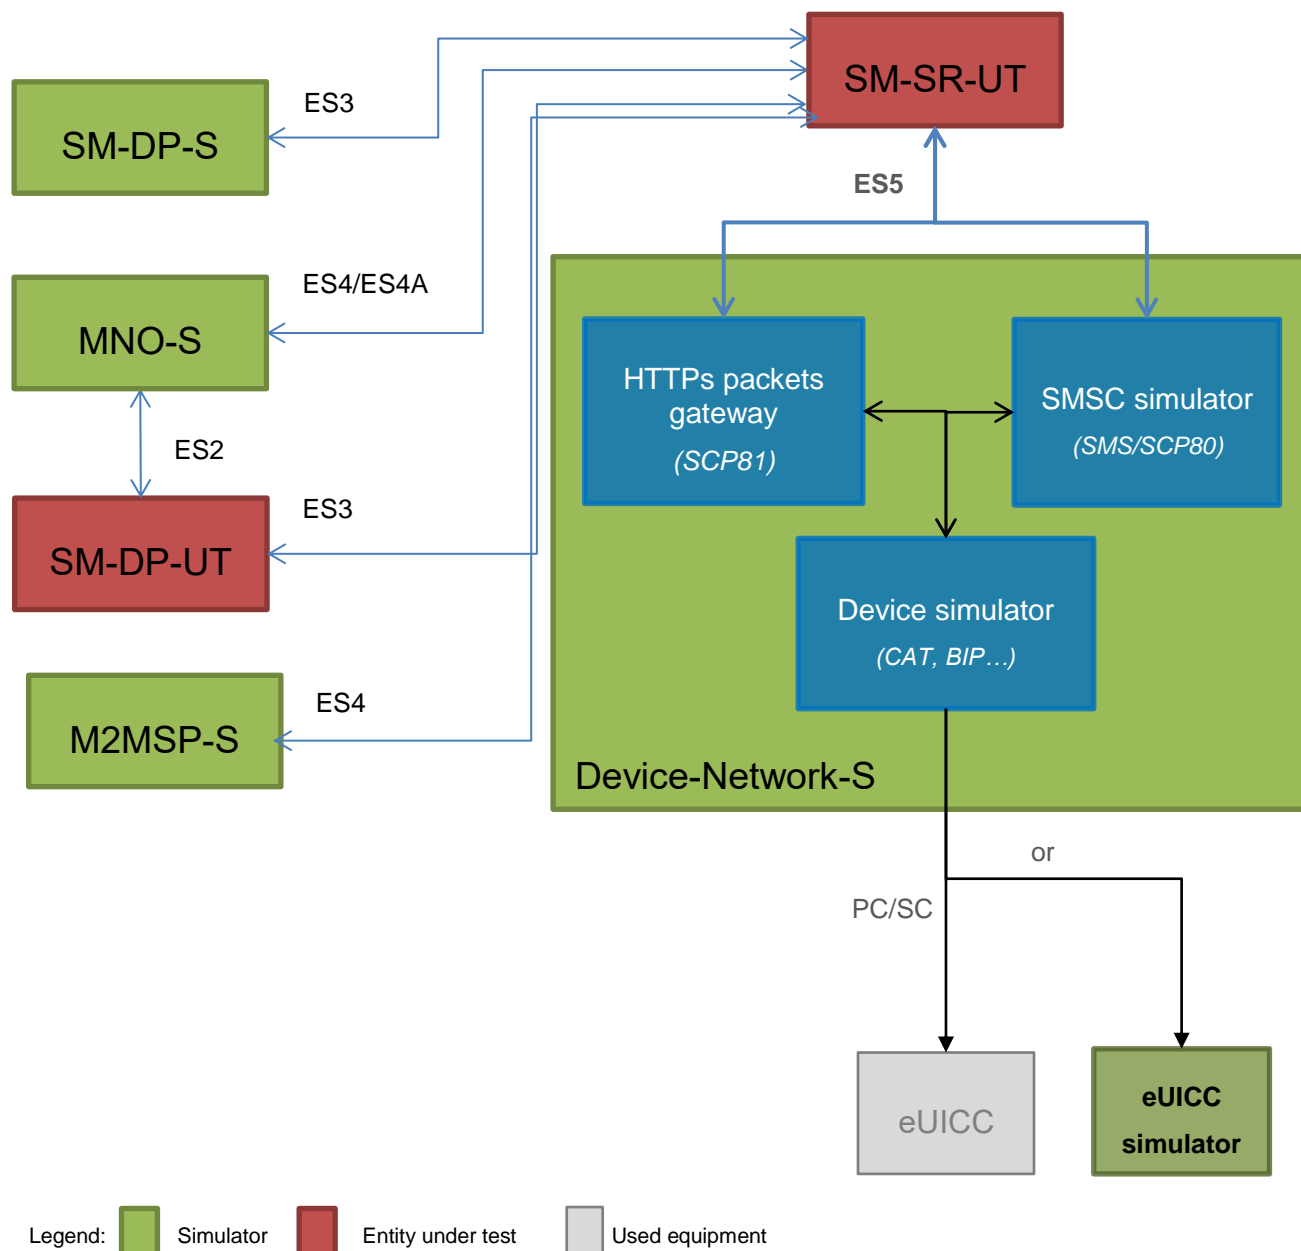 SM-SR-UT
ES3
SM-DP-S
ES5
ES4/ES4A
MNO-S
HTTPs packets
gateway
(SCP81)
SMSC simulator
(SMS/SCP80)
ES2
ES3
SM-DP-UT
Device simulator
(CAT, BIP…)
ES4
M2MSP-S
Device-Network-S
or
PC/SC
eUICC
eUICC
simulator
Legend:
Simulator
Entity under test
Used equipment